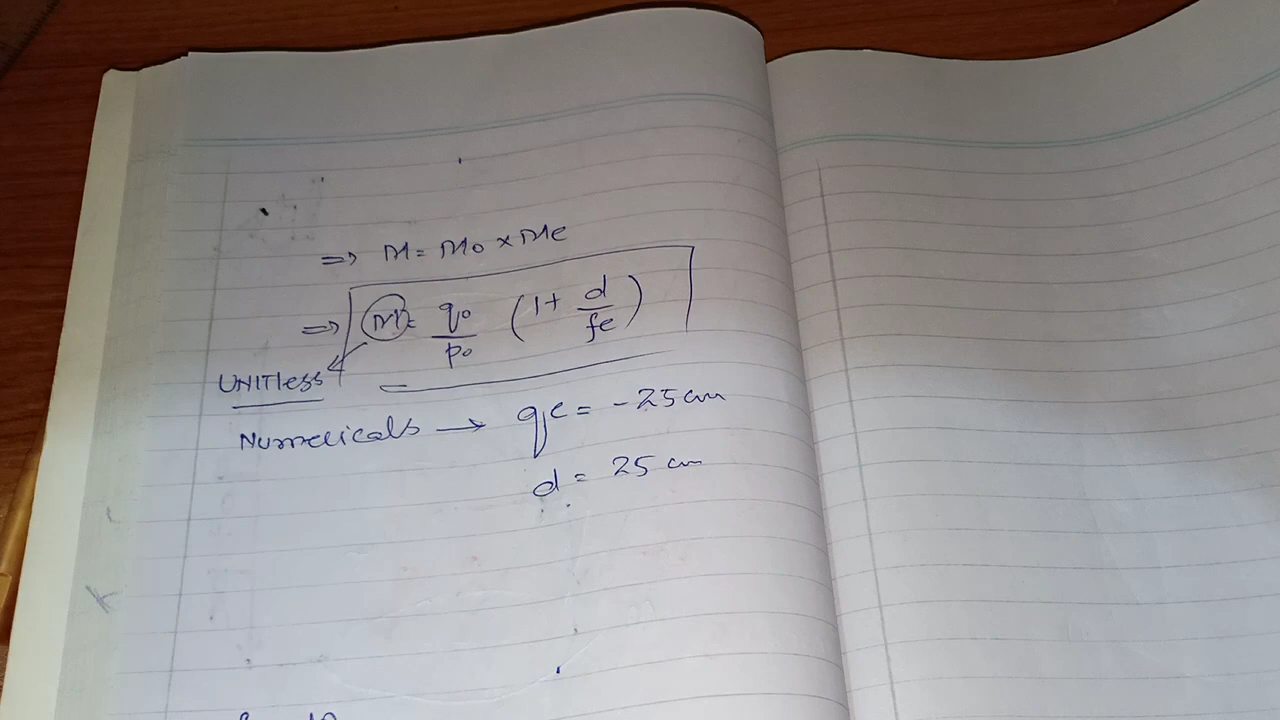 => M = Mo x Me
=> M = qo/po (1 + d/fe)
UNITless
Numericals → qe = -25 cm
d = 25 cm